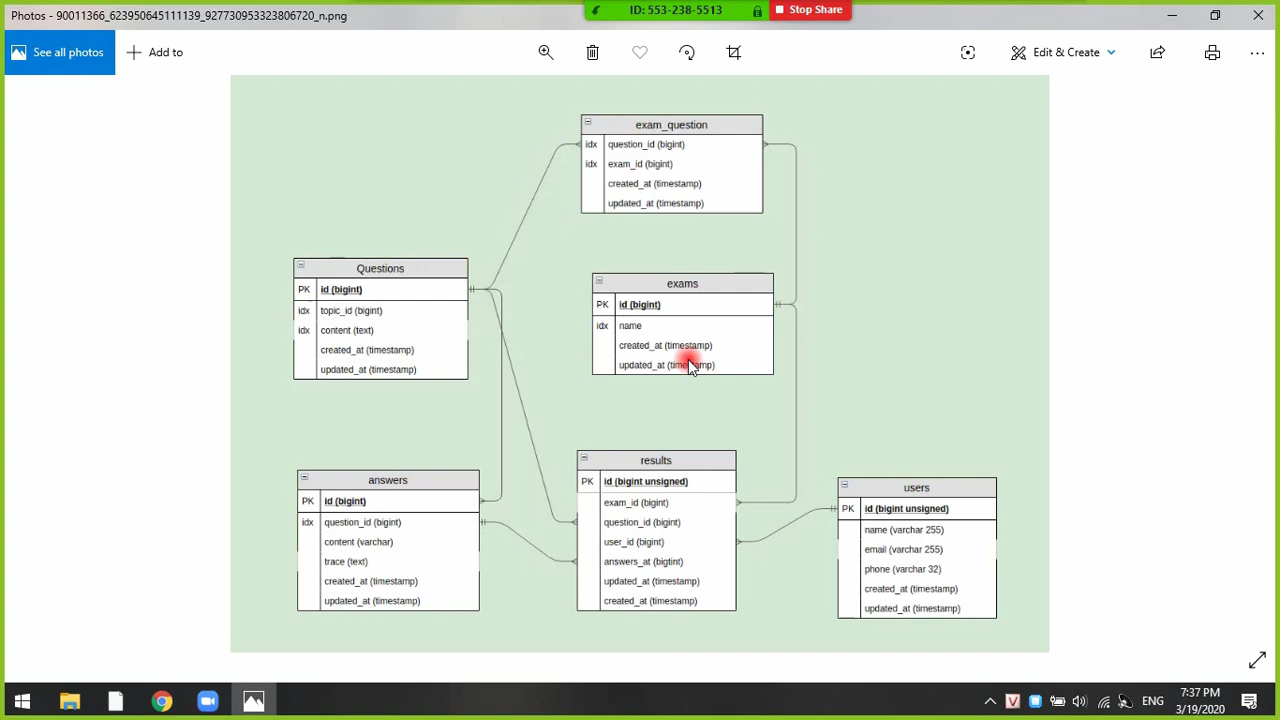 Photos - 90011366_623950645111139_927730953323806720_n.png
ID: 553-238-5513
Stop Share
See all photos
Add to
Edit & Create
exam_question
idx question_id (bigint)
idx exam_id (bigint)
created_at (timestamp)
updated_at (timestamp)
Questions
PK id (bigint)
idx topic_id (bigint)
idx content (text)
created_at (timestamp)
updated_at (timestamp)
exams
PK id (bigint)
idx name
created_at (timestamp)
updated_at (timestamp)
answers
PK id (bigint)
idx question_id (bigint)
content (varchar)
trace (text)
created_at (timestamp)
updated_at (timestamp)
results
PK id (bigint unsigned)
exam_id (bigint)
question_id (bigint)
user_id (bigint)
answers_at (bigtint)
updated_at (timestamp)
created_at (timestamp)
users
PK id (bigint unsigned)
name (varchar 255)
email (varchar 255)
phone (varchar 32)
created_at (timestamp)
updated_at (timestamp)
ENG
7:37 PM
3/19/2020